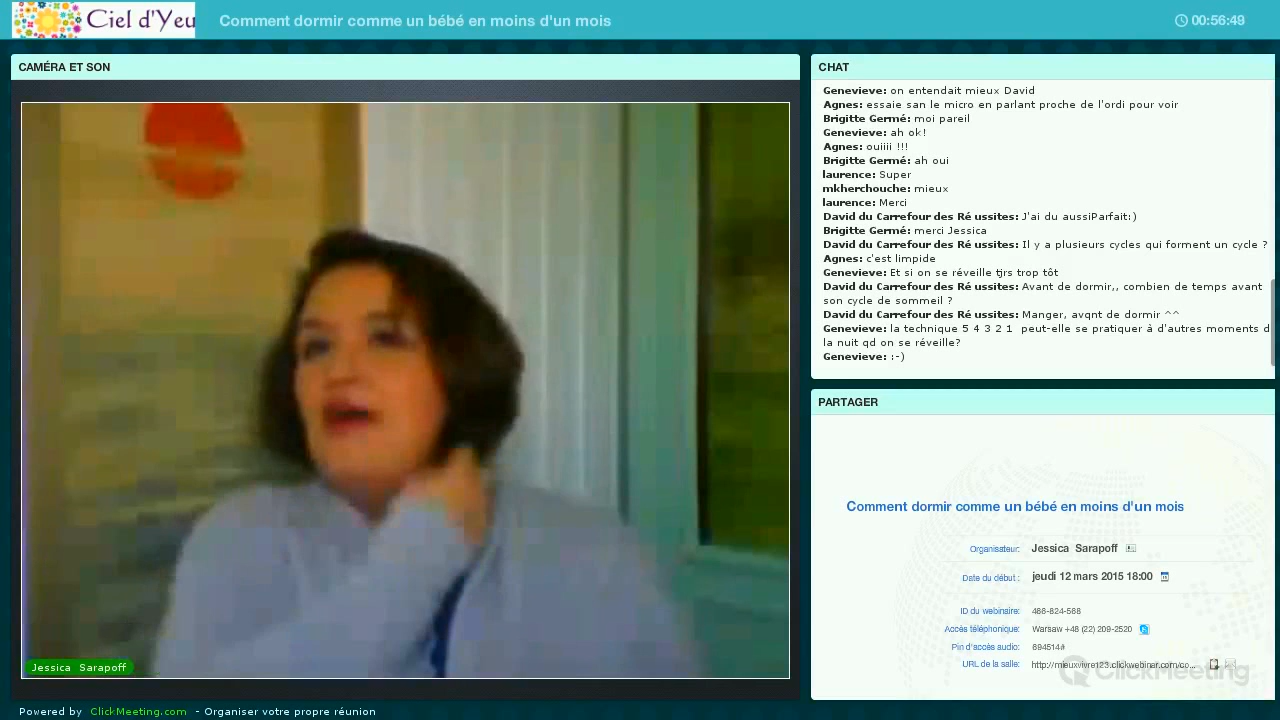 Ciel d'Yeu
Comment dormir comme un bébé en moins d'un mois
00:56:48
CAMÉRA ET SON
Jessica Sarapoff
CHAT
Genevieve: on entendait mieux David
Agnes: essaie san le micro en parlant proche de l'ordi pour voir
Brigitte Germé: moi pareil
Genevieve: ah ok!
Agnes: ouiiii !!!
Brigitte Germé: ah oui
laurence: Super
mkherchouche: mieux
laurence: Merci
David du Carrefour des Ré ussites: J'ai du aussiParfait:)
Brigitte Germé: merci Jessica
David du Carrefour des Ré ussites: Il y a plusieurs cycles qui forment un cycle ?
Agnes: c'est limpide
Genevieve: Et si on se réveille tjrs trop tôt
David du Carrefour des Ré ussites: Avant de dormir,, combien de temps avant
son cycle de sommeil ?
David du Carrefour des Ré ussites: Manger, avqnt de dormir ^^
Genevieve: la technique 5 4 3 2 1 peut-elle se pratiquer à d'autres moments d
la nuit qd on se réveille?
Genevieve: :-)
PARTAGER
Comment dormir comme un bébé en moins d'un mois
Organisateur: Jessica Sarapoff
Date du début : jeudi 12 mars 2015 18:00
ID du webinaire: 466-824-568
Accès téléphonique: Warsaw +48 (22) 209-2520
Pin d'accès audio: 694514#
URL de la salle: http://mieuxvivre123.clickwebinar.com/co...
ClickMeeting
Powered by ClickMeeting.com - Organiser votre propre réunion